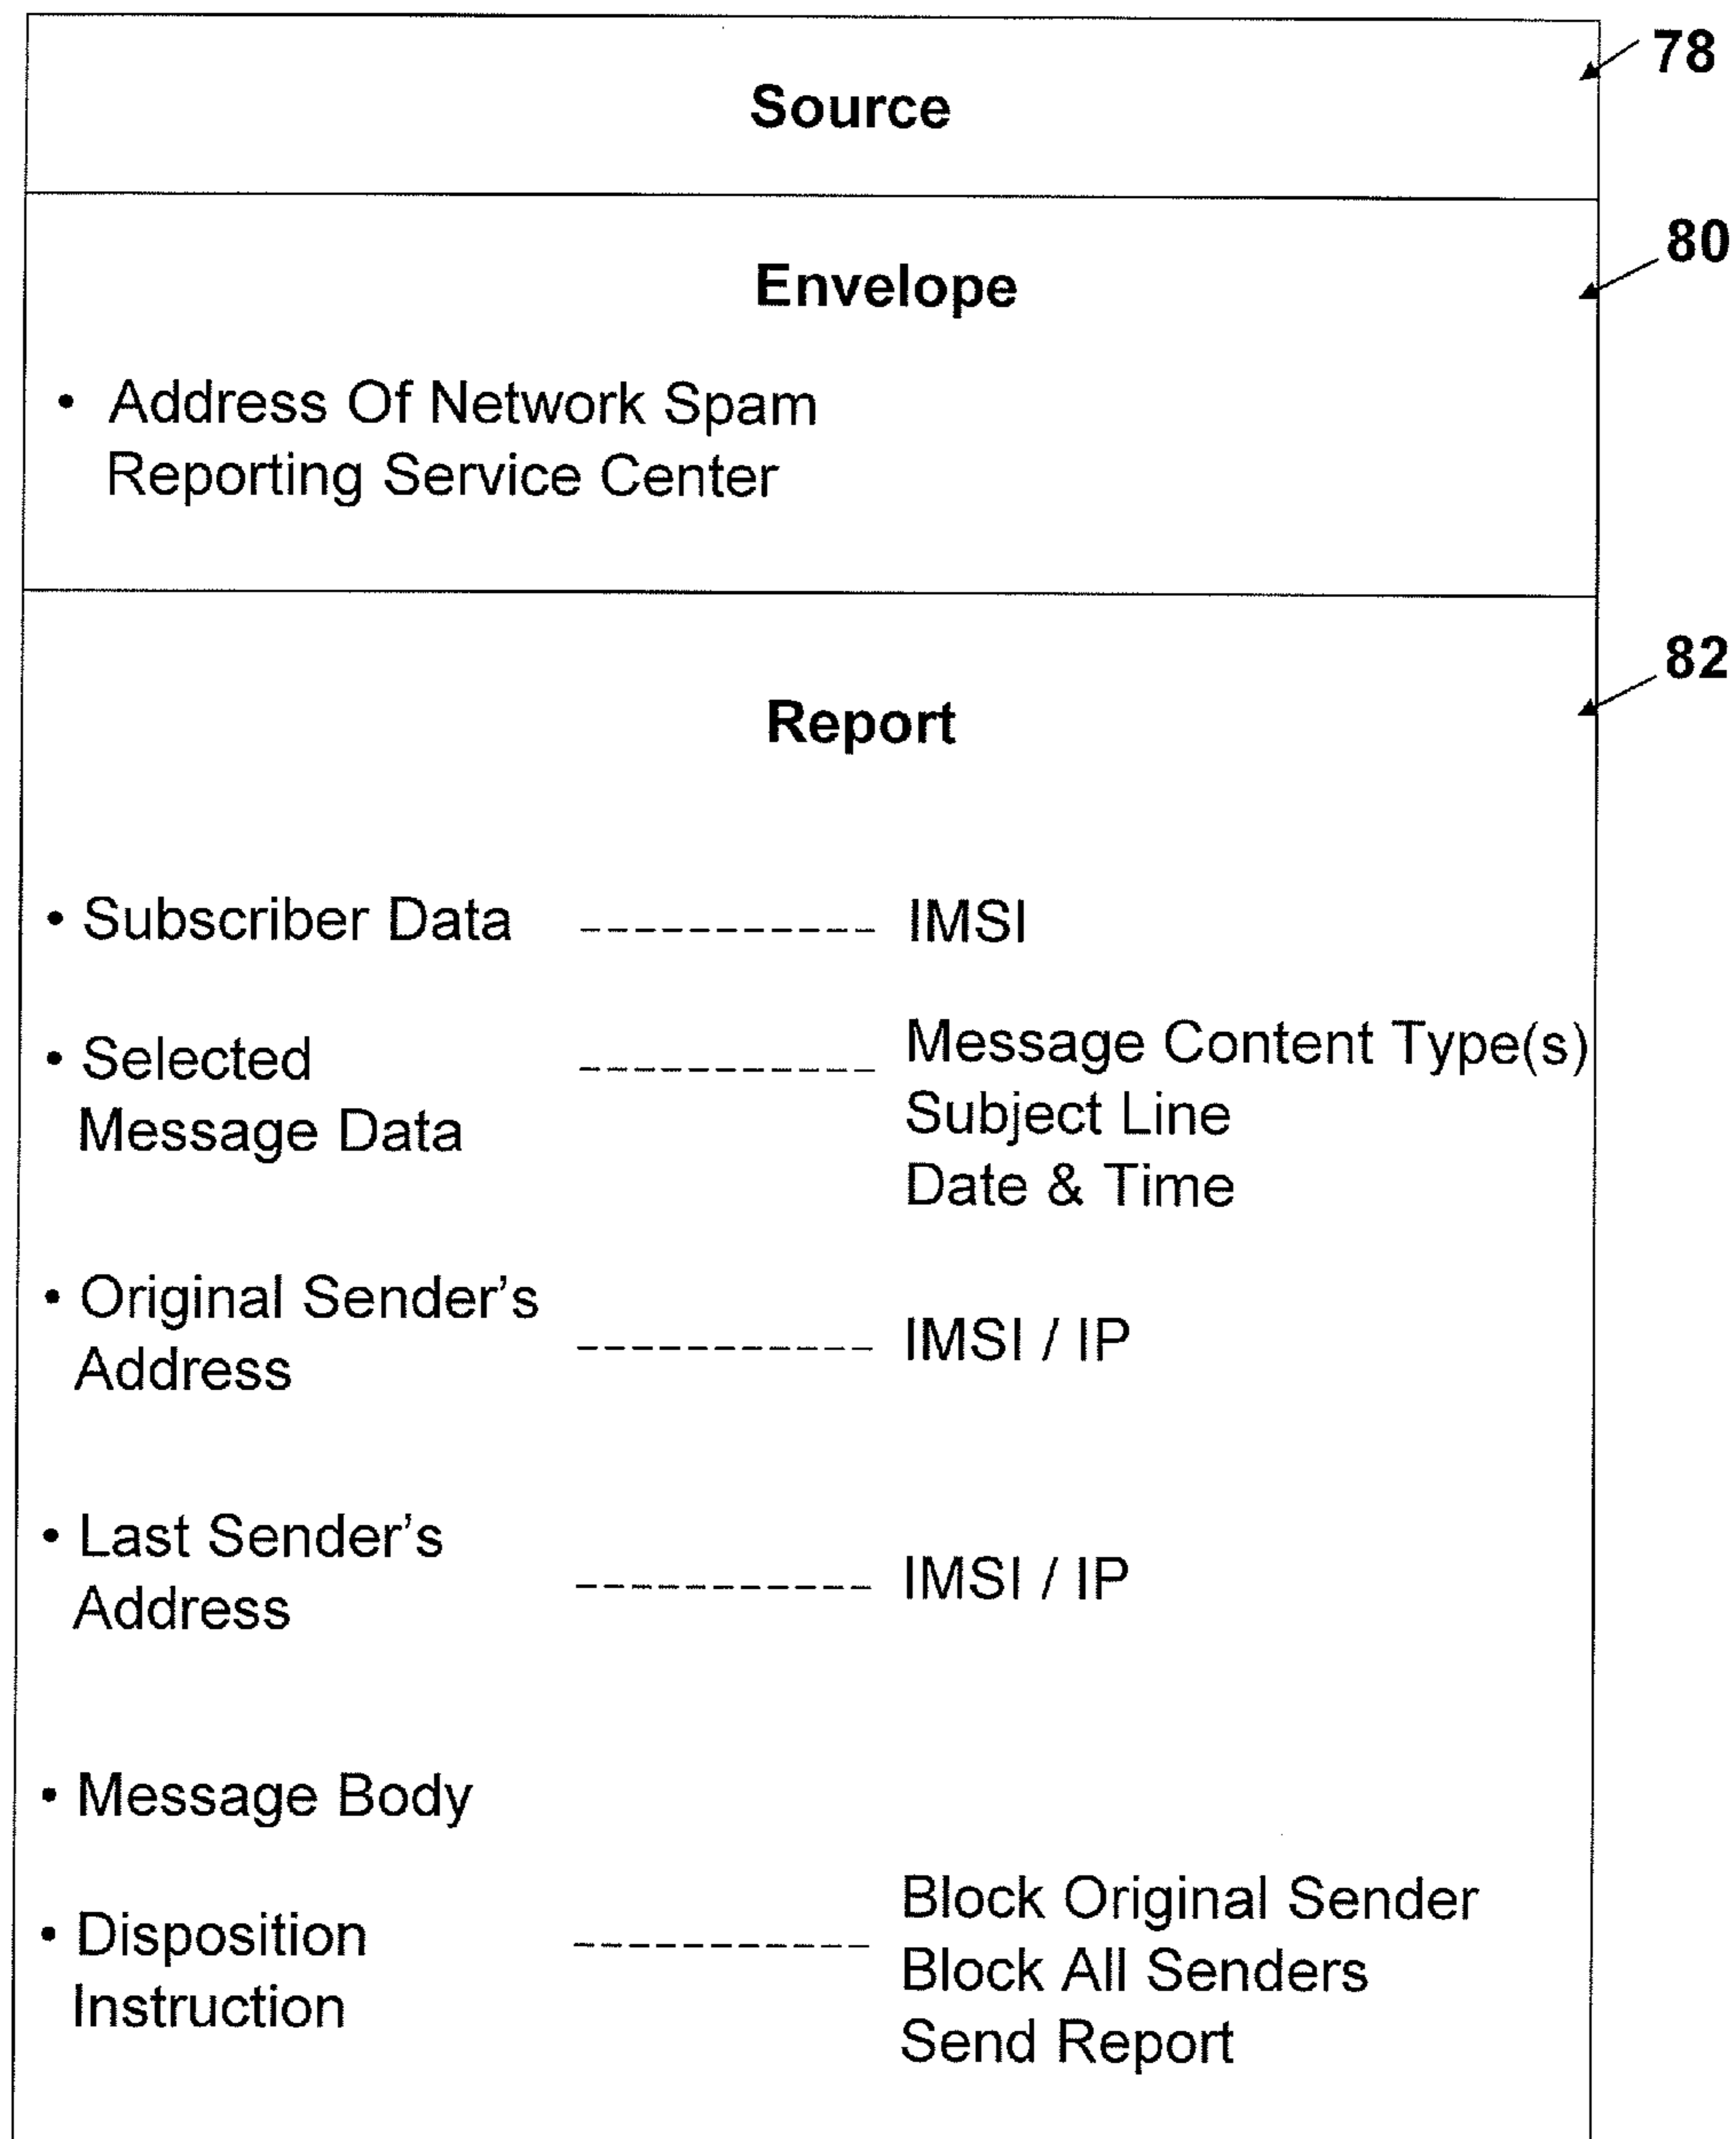 78
Source
80
Envelope
• Address Of Network Spam
Reporting Service Center
82
Report
• Subscriber Data ----------- IMSI
• Selected ----------- Message Content Type(s)
Message Data Subject Line
Date & Time
• Original Sender's
Address ----------- IMSI / IP
• Last Sender's
Address ----------- IMSI / IP
• Message Body
• Disposition ----------- Block Original Sender
Instruction Block All Senders
Send Report